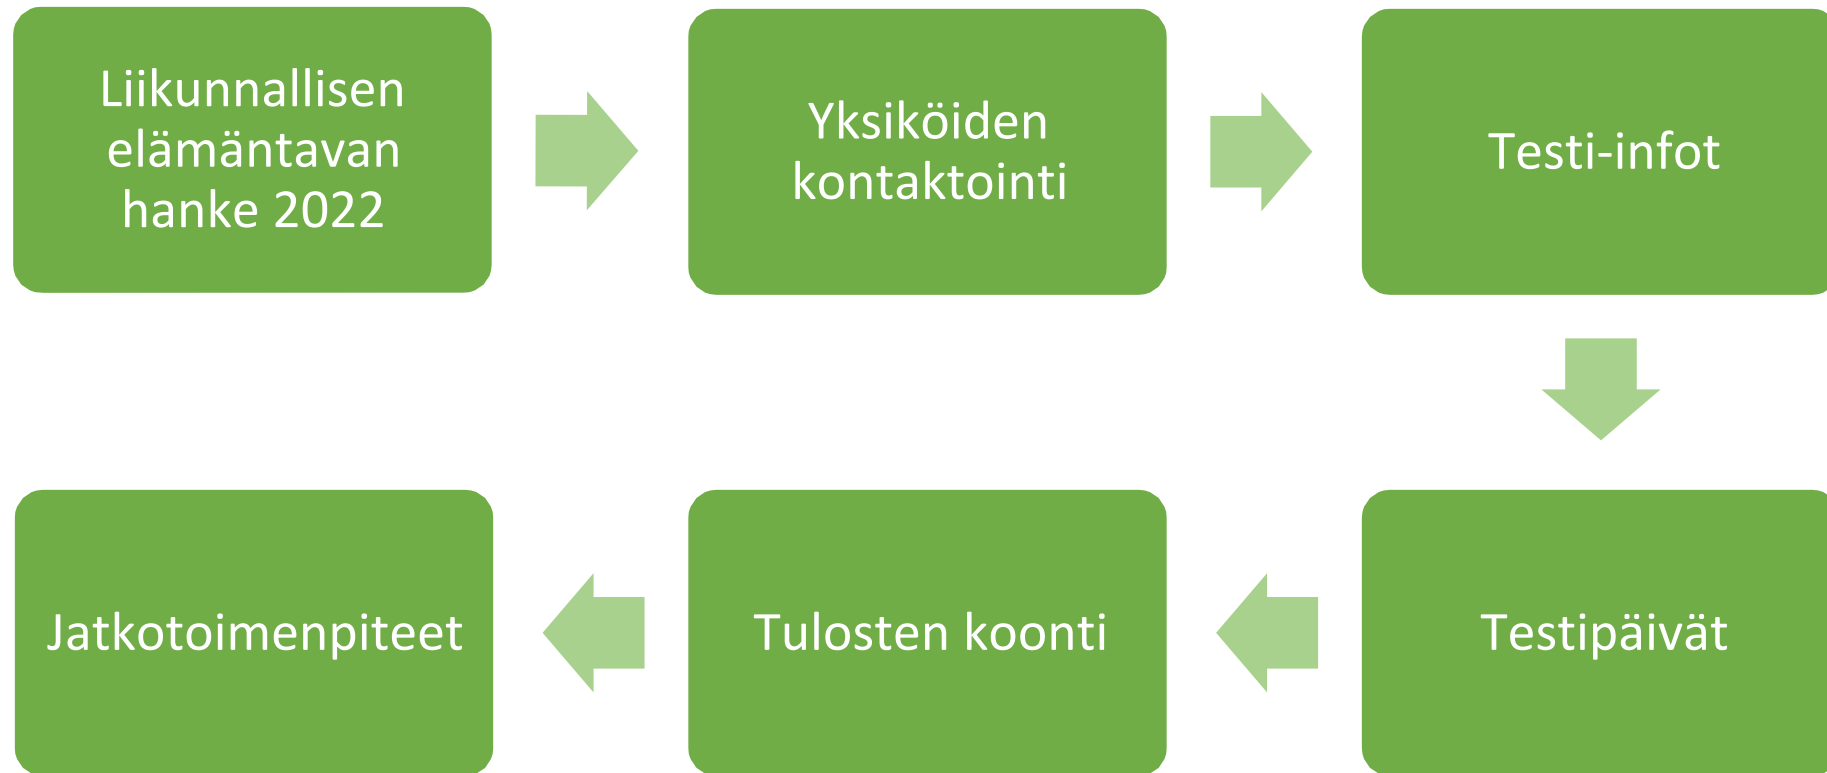 Liikunnallisen
elämäntavan
hanke 2022
Yksiköiden
kontaktointi
Testi-infot
Testipäivät
Tulosten koonti
Jatkotoimenpiteet